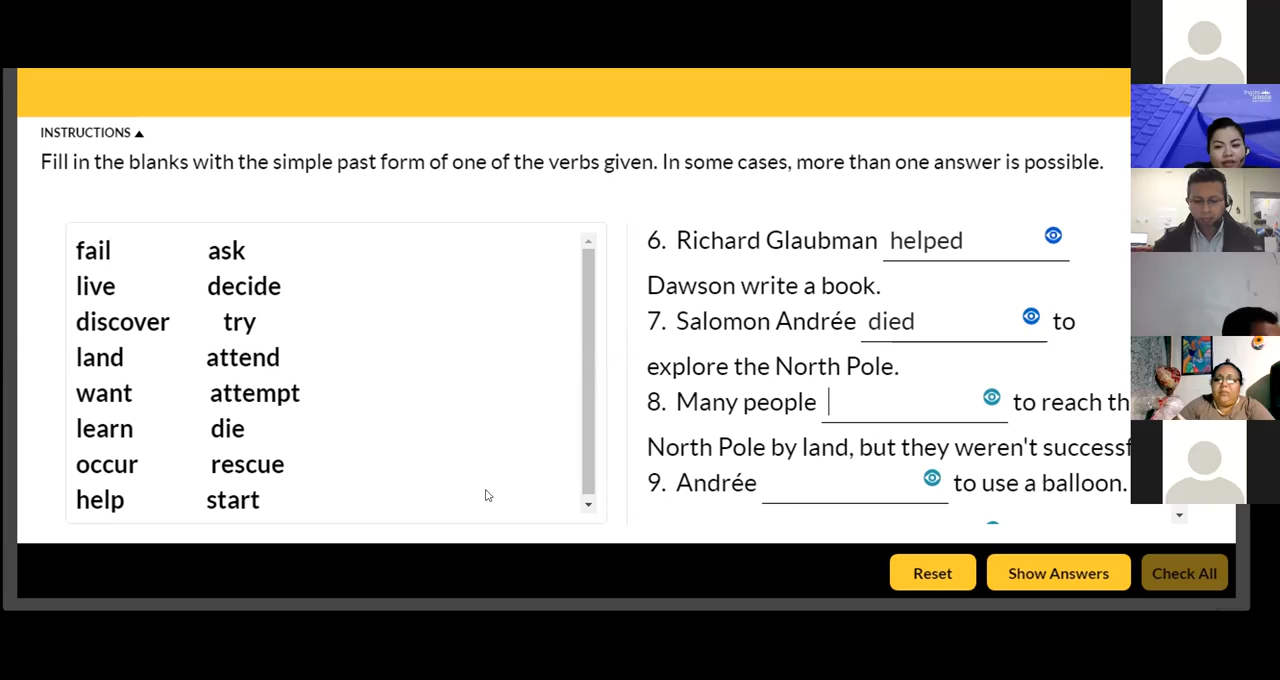 INSTRUCTIONS
Fill in the blanks with the simple past form of one of the verbs given. In some cases, more than one answer is possible.
fail ask
live decide
discover try
land attend
want attempt
learn die
occur rescue
help start
6. Richard Glaubman helped
Dawson write a book.
7. Salomon Andrée died to
explore the North Pole.
8. Many people to reach th
North Pole by land, but they weren't successf
9. Andrée to use a balloon.
Reset Show Answers Check All